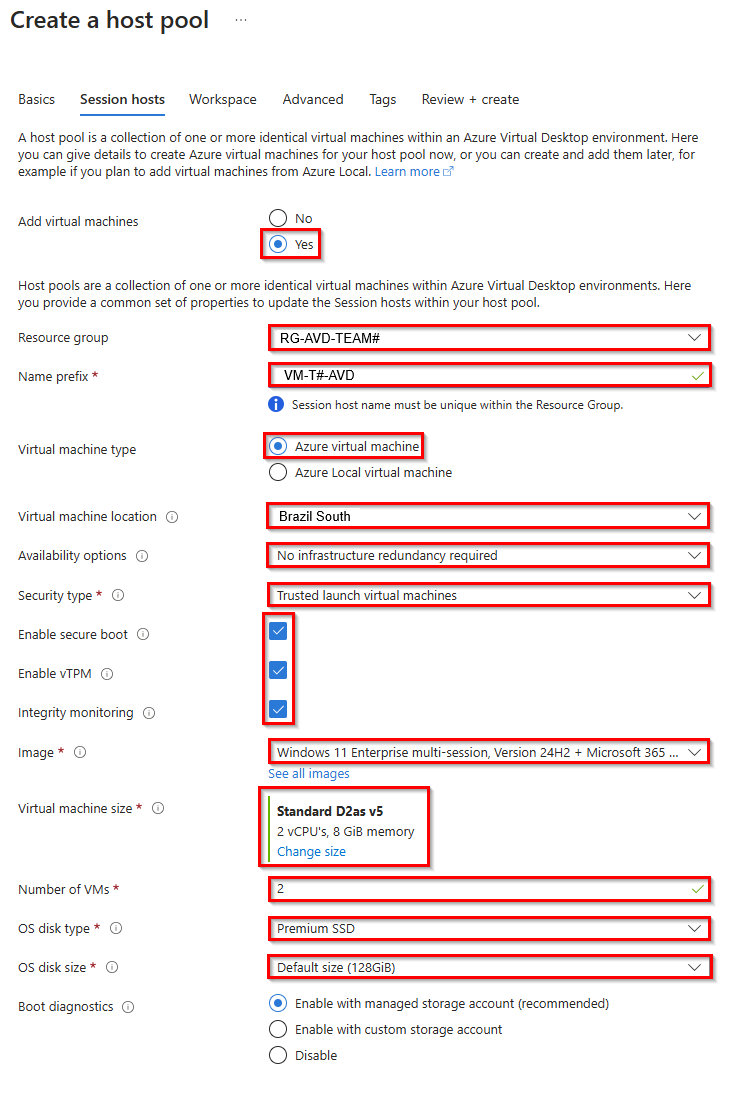 Create a host pool ...
Basics Session hosts Workspace Advanced Tags Review + create
A host pool is a collection of one or more identical virtual machines within an Azure Virtual Desktop environment. Here
you can give details to create Azure virtual machines for your host pool now, or you can create and add them later, for
example if you plan to add virtual machines from Azure Local. Learn more
Add virtual machines
No
Yes
Host pools are a collection of one or more identical virtual machines within Azure Virtual Desktop environments. Here
you provide a common set of properties to update the Session hosts within your host pool.
Resource group RG-AVD-TEAM#
Name prefix * VM-T#-AVD
Session host name must be unique within the Resource Group.
Virtual machine type
Azure virtual machine
Azure Local virtual machine
Virtual machine location Brazil South
Availability options No infrastructure redundancy required
Security type * Trusted launch virtual machines
Enable secure boot
Enable vTPM
Integrity monitoring
Image * Windows 11 Enterprise multi-session, Version 24H2 + Microsoft 365 ...
See all images
Virtual machine size * Standard D2as v5
2 vCPU's, 8 GiB memory
Change size
Number of VMs * 2
OS disk type * Premium SSD
OS disk size * Default size (128GiB)
Boot diagnostics Enable with managed storage account (recommended)
Enable with custom storage account
Disable